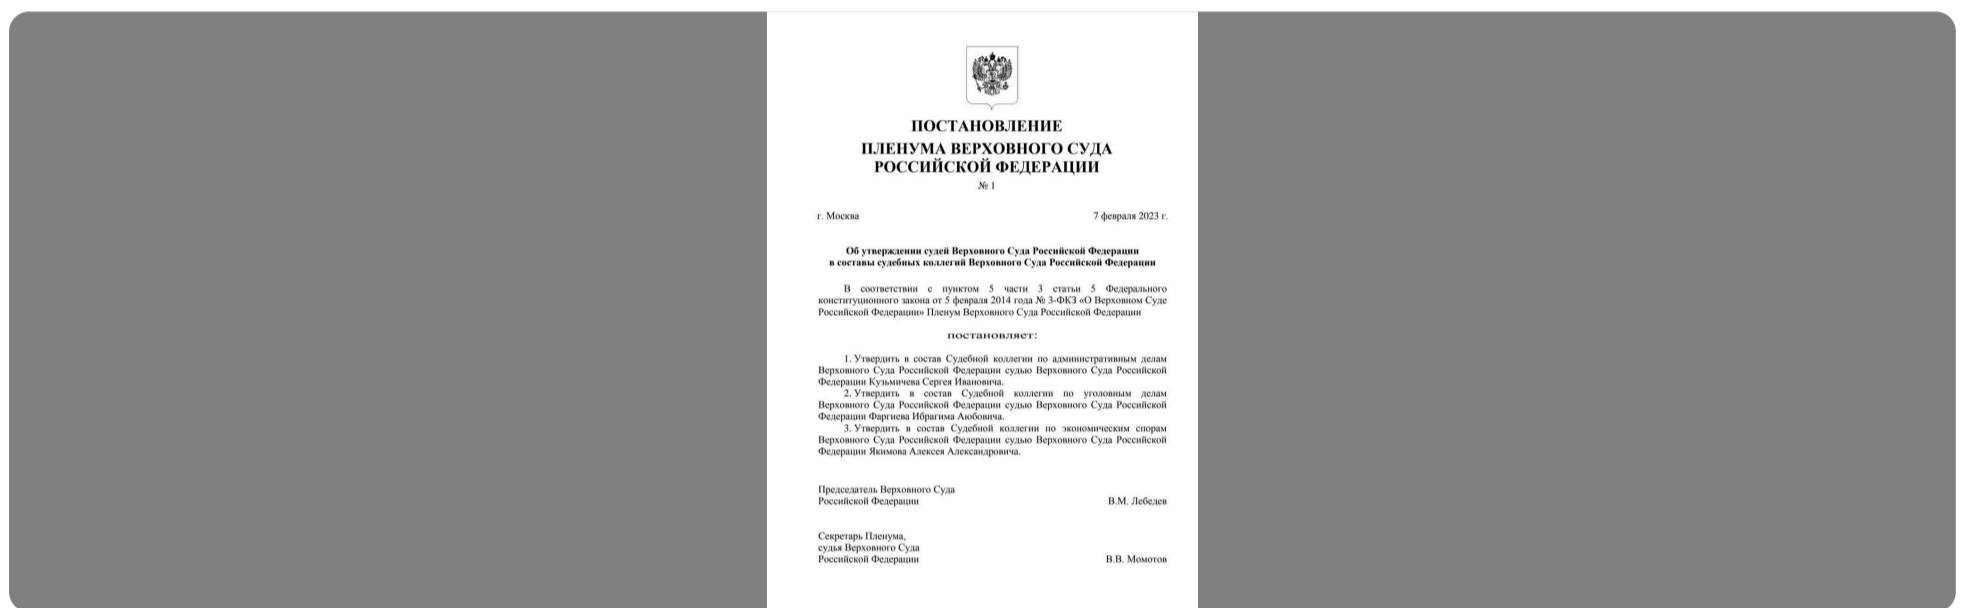 ПОСТАНОВЛЕНИЕ
ПЛЕНУМА ВЕРХОВНОГО СУДА
РОССИЙСКОЙ ФЕДЕРАЦИИ
№ 1
г. Москва 7 февраля 2023 г.
Об утверждении судей Верховного Суда Российской Федерации
в составы судебных коллегий Верховного Суда Российской Федерации
В соответствии с пунктом 5 части 3 статьи 5 Федерального
конституционного закона от 5 февраля 2014 года № 3-ФКЗ «О Верховном Суде
Российской Федерации» Пленум Верховного Суда Российской Федерации
постановляет:
1. Утвердить в состав Судебной коллегии по административным делам
Верховного Суда Российской Федерации судью Верховного Суда Российской
Федерации Кузьмичева Сергея Ивановича.
2. Утвердить в состав Судебной коллегии по уголовным делам
Верховного Суда Российской Федерации судью Верховного Суда Российской
Федерации Фаргиева Ибрагима Аюбовича.
3. Утвердить в состав Судебной коллегии по экономическим спорам
Верховного Суда Российской Федерации судью Верховного Суда Российской
Федерации Якимова Алексея Александровича.
Председатель Верховного Суда
Российской Федерации В.М. Лебедев
Секретарь Пленума,
судья Верховного Суда
Российской Федерации В.В. Момотов